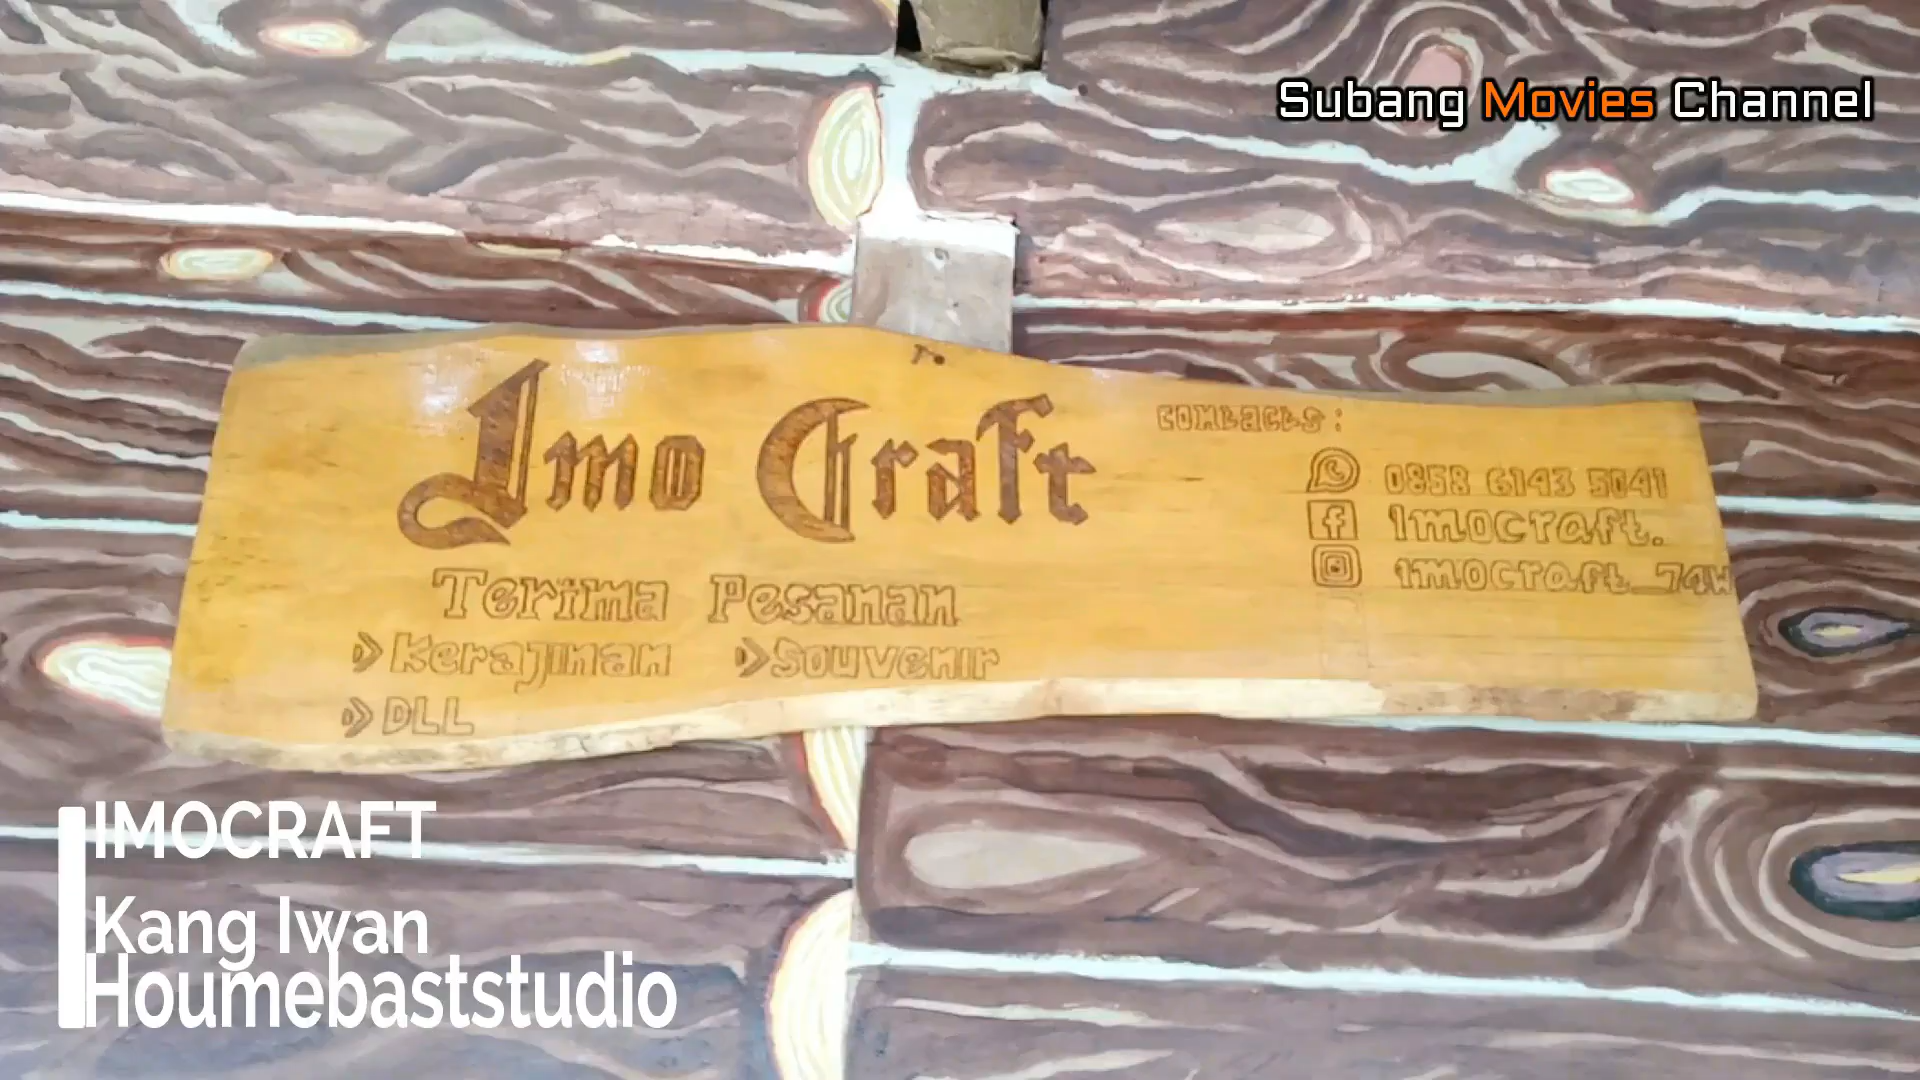 Subang Movies Channel
Imo Craft
Terima Pesanan
Kerajinan Souvenir
DLL
contacts:
0858 6143 5041
imocraft.
imocraft_74W
IMOCRAFT
Kang Iwan
Houmebaststudio